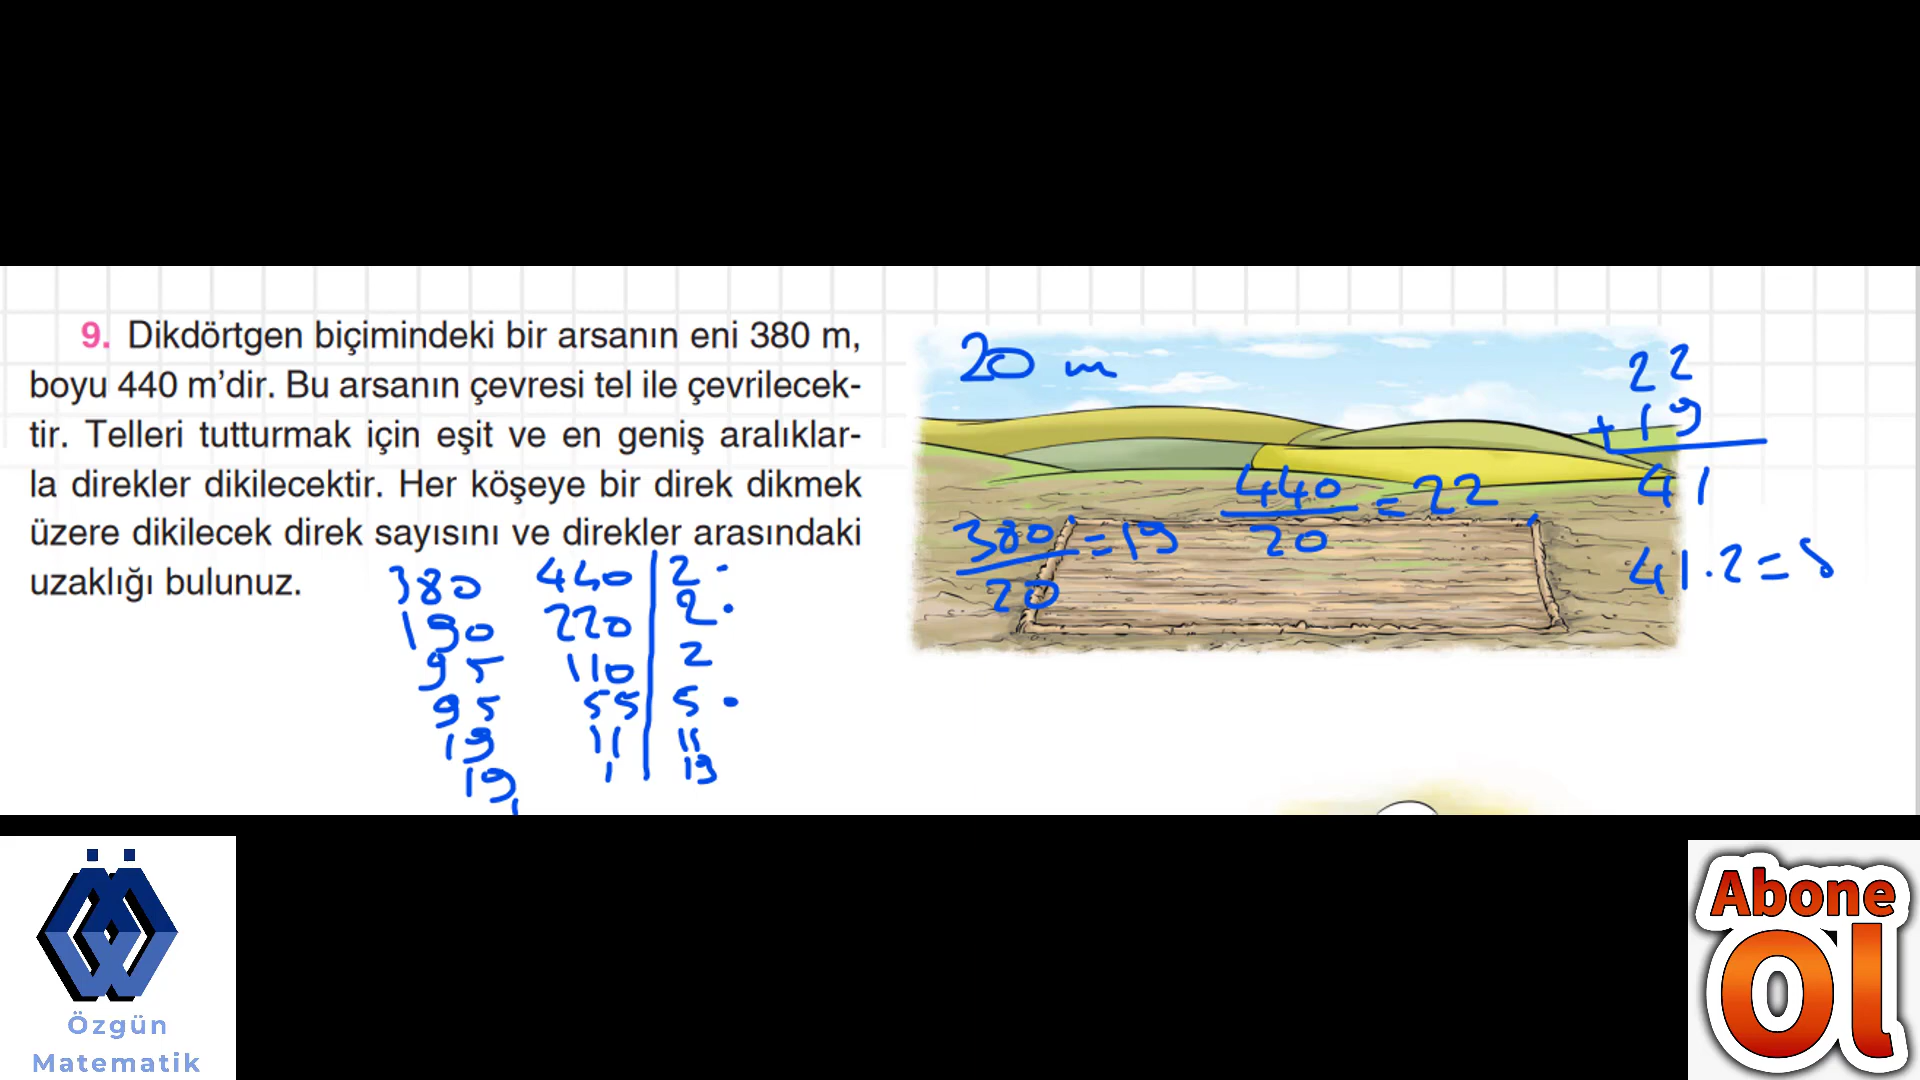 9. Dikdörtgen biçimindeki bir arsanın eni 380 m,
boyu 440 m’dir. Bu arsanın çevresi tel ile çevrilecek-
tir. Telleri tutturmak için eşit ve en geniş aralıklar-
la direkler dikilecektir. Her köşeye bir direk dikmek
üzere dikilecek direk sayısını ve direkler arasındaki
uzaklığı bulunuz.
380 440 2
190 220 2
95 110 2
95 55 5
19 11 11
19 1 19
1
20 m
380
20
=19
440
20
=22
22
+19
41
41.2=8
Özgün
Matematik
Abone
Ol